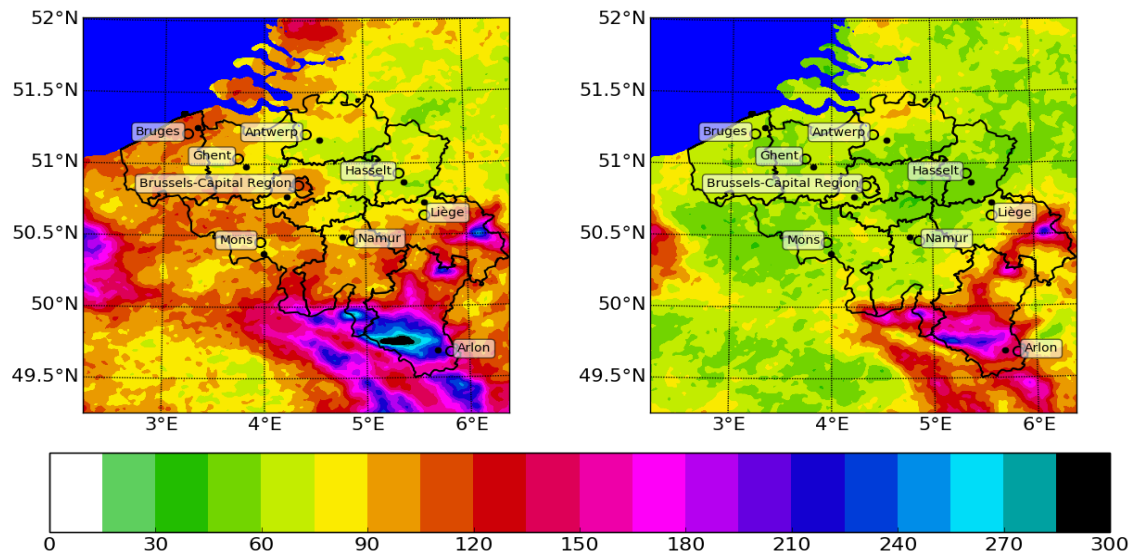 52°N 52°N
51.5°N 51.5°N
Bruges Antwerp Bruges Antwerp
51°N Ghent 51°N Ghent
Hasselt Hasselt
Brussels-Capital Region Brussels-Capital Region
50.5°N Liège 50.5°N Liège
Mons Namur Mons Namur
50°N 50°N
Arlon Arlon
49.5°N 49.5°N
3°E 4°E 5°E 6°E 3°E 4°E 5°E 6°E
0 30 60 90 120 150 180 210 240 270 300